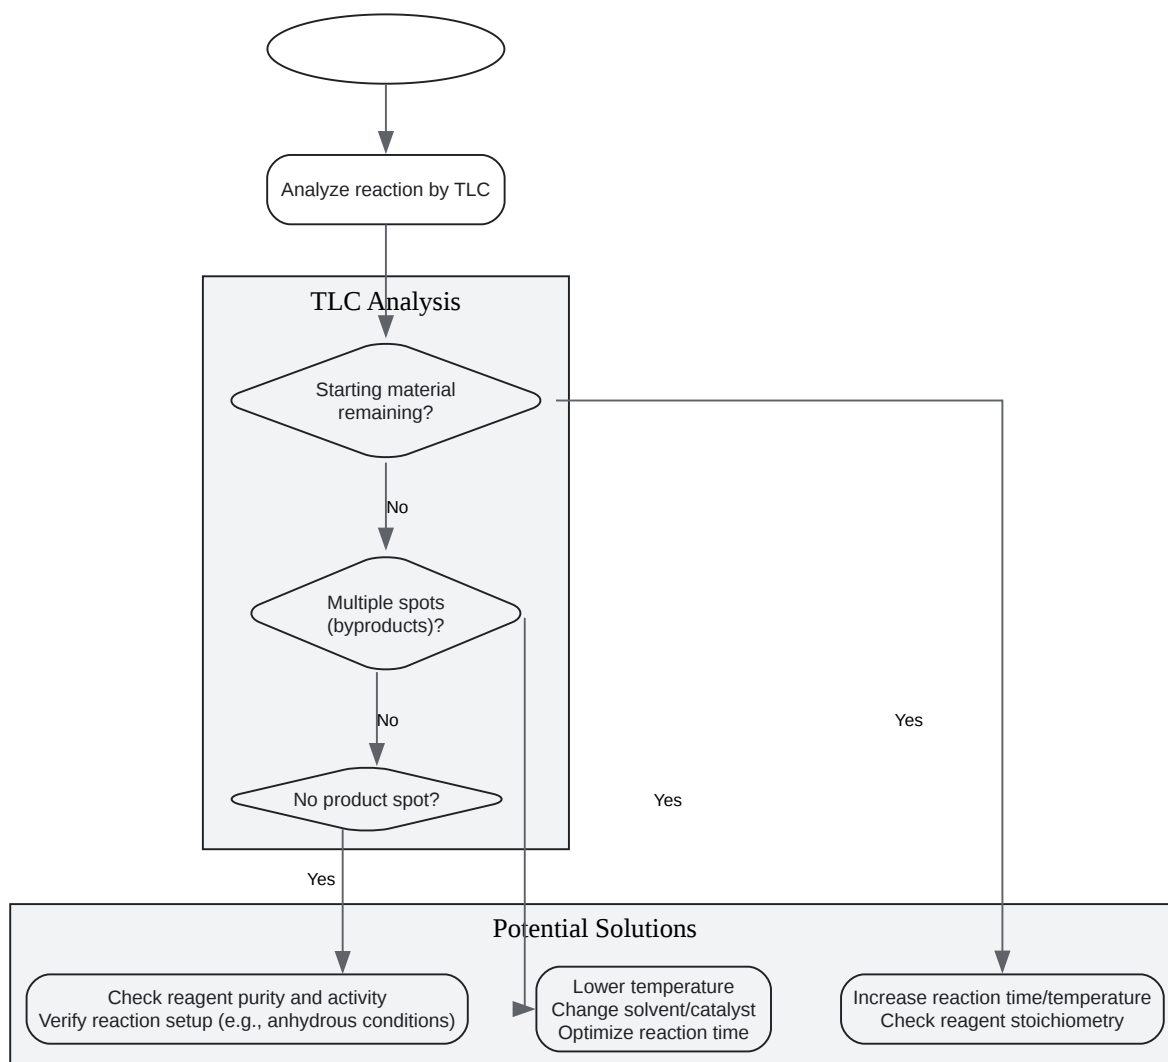 Analyze reaction by TLC
TLC Analysis
Starting material
remaining?
No
Multiple spots
(byproducts)?
No
Yes
No product spot?
Yes
Yes
Potential Solutions
Check reagent purity and activity
Verify reaction setup (e.g., anhydrous conditions)
Lower temperature
Change solvent/catalyst
Optimize reaction time
Increase reaction time/temperature
Check reagent stoichiometry